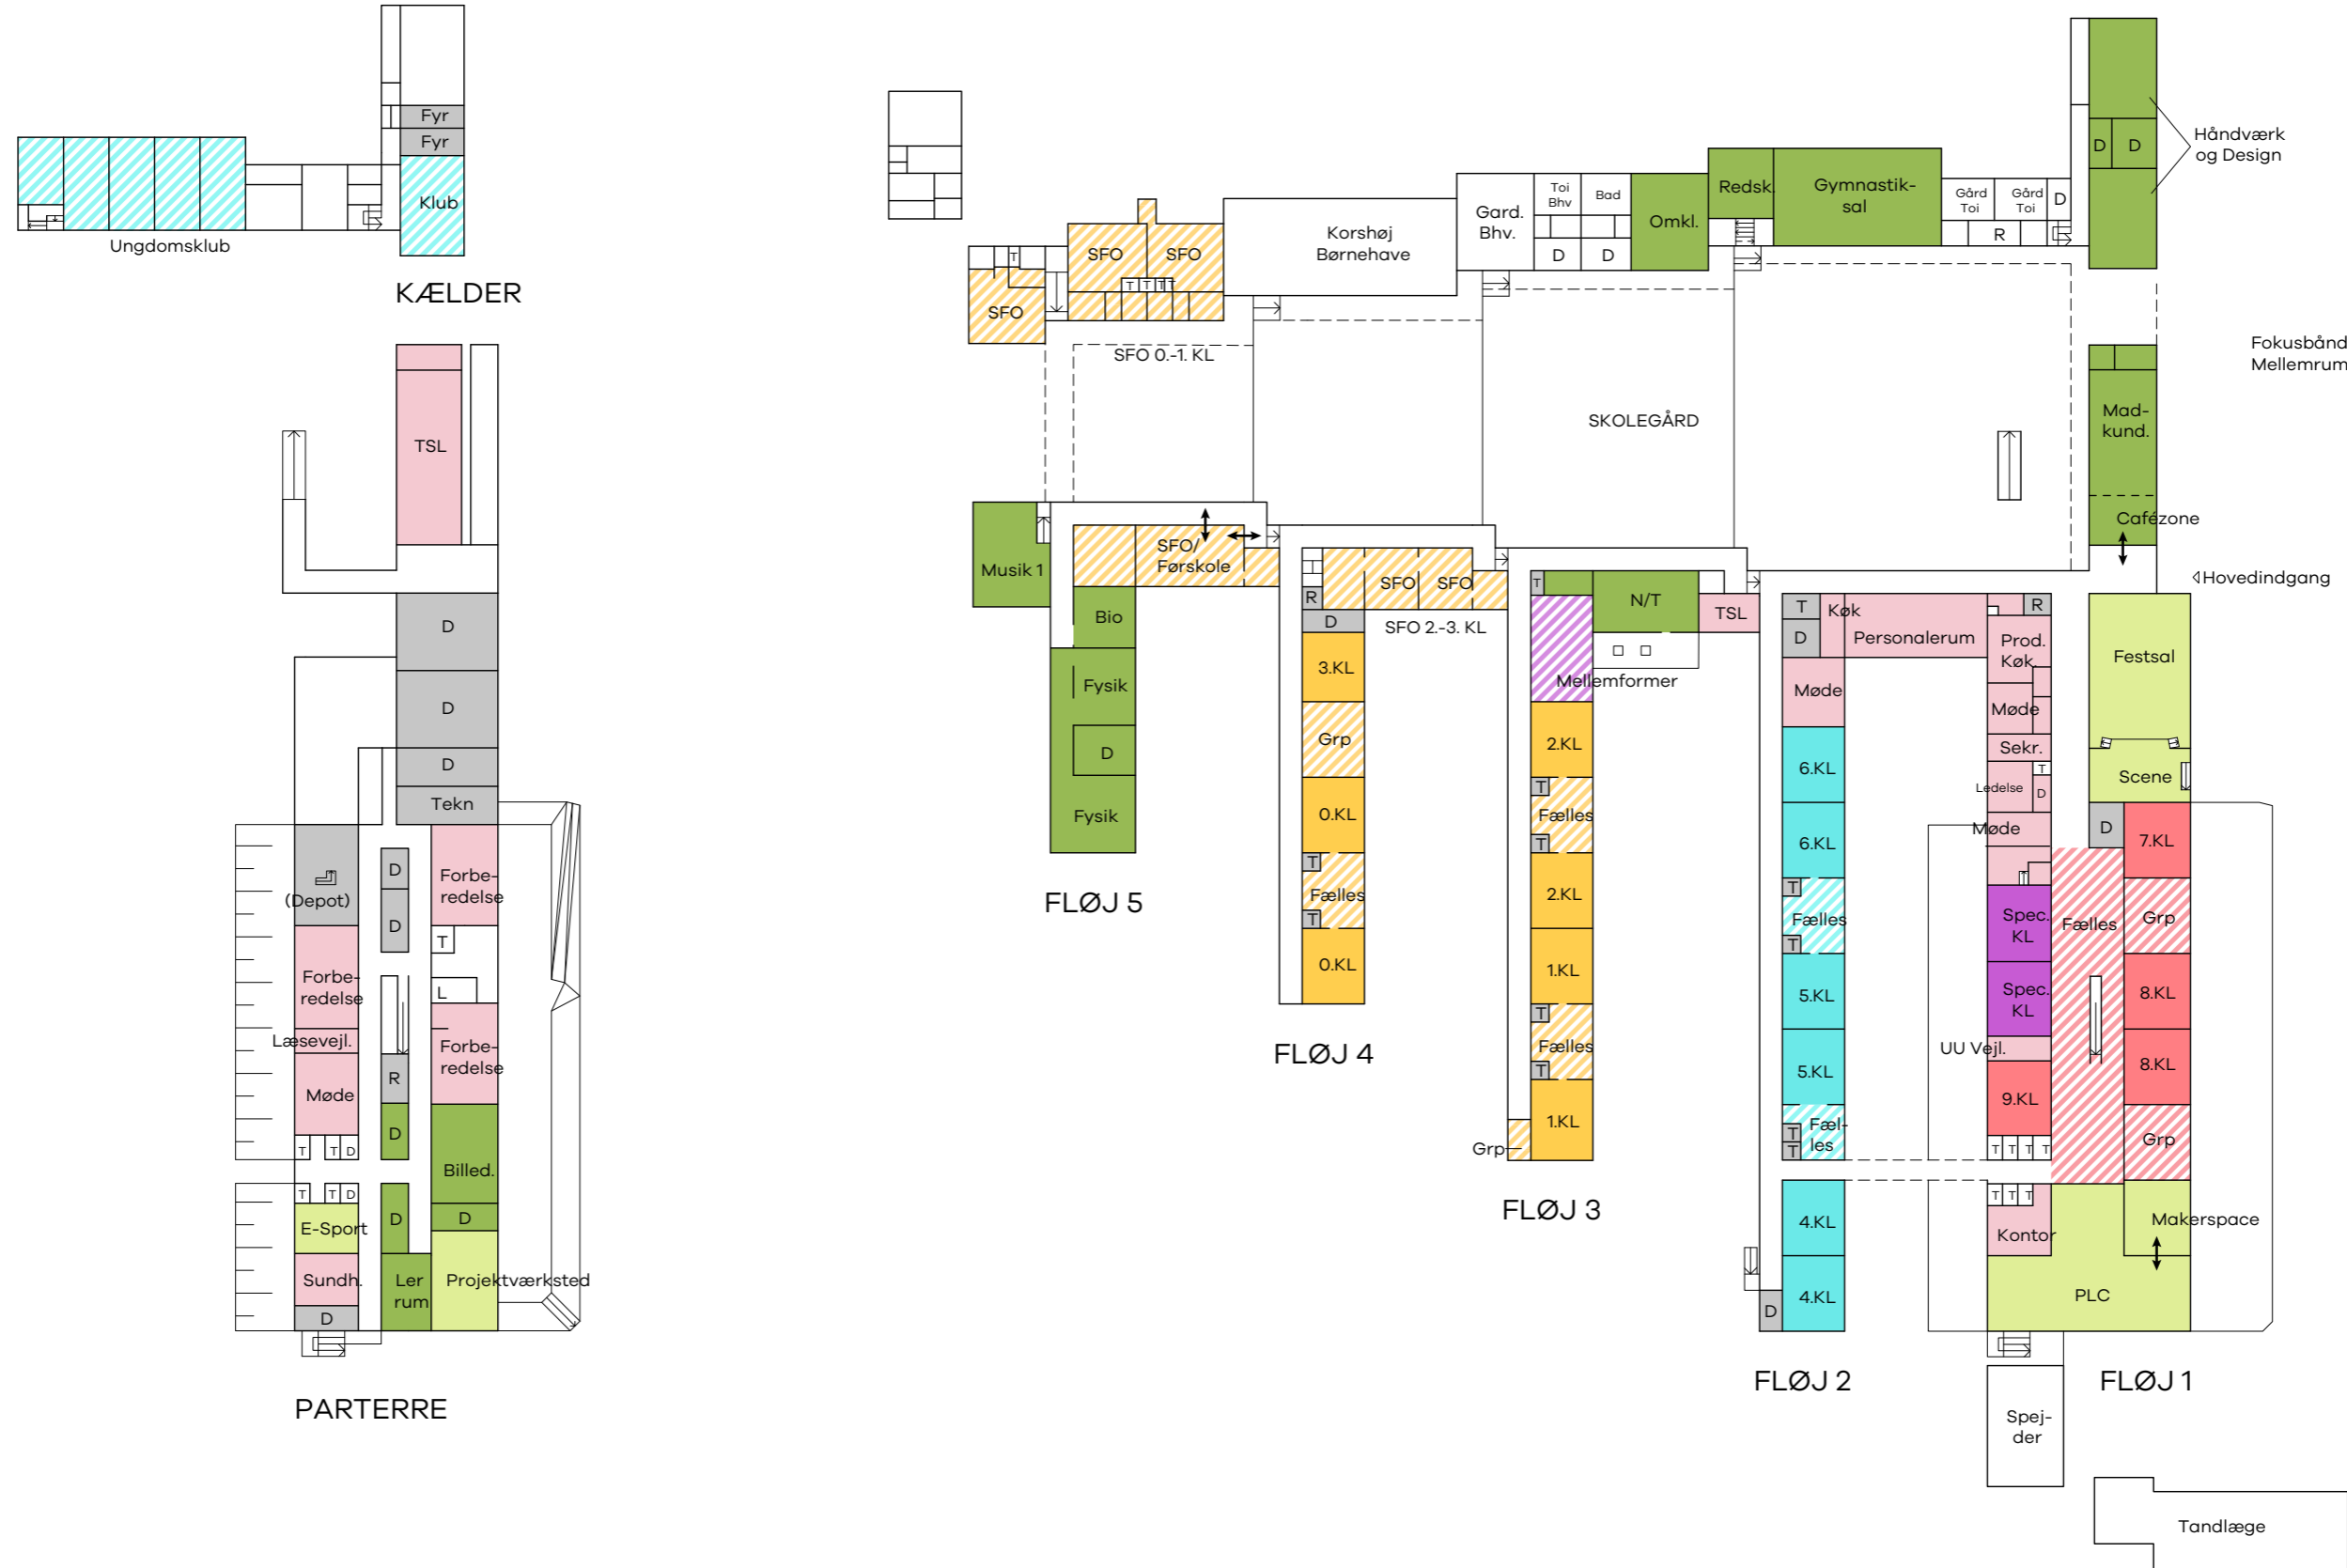 Fyr
Fyr
Klub
Ungdomsklub
KÆLDER
TSL
D
D
D
Tekn
(Depot)
D
D
Forbe-
redelse
T
L
Forbe-
redelse
Læsevejl.
Møde
R
D
Forbe-
redelse
T
T
D
Billed.
T
T
D
E-Sport
D
D
Sundh.
Ler
rum
Projektværksted
D
PARTERRE
T
SFO
SFO
SFO
T
T
T
T
SFO 0.-1. KL
Korshøj
Børnehave
Gard.
Bhv.
Toi
Bhv
Bad
D
D
Omkl.
Redsk.
Gymnastik-
sal
Gård
Toi
Gård
Toi
D
R
D
D
Håndværk
og Design
Fokusbånd
Mellemrum
SKOLEGÅRD
Mad-
kund.
Cafézone
Hovedindgang
Musik 1
SFO/
Førskole
Bio
Fysik
D
Fysik
FLØJ 5
SFO
SFO
R
D
SFO 2.-3. KL
3.KL
Grp
0.KL
T
Fælles
T
0.KL
FLØJ 4
T
N/T
TSL
Mellemformer
2.KL
T
Fælles
T
2.KL
1.KL
T
Fælles
T
1.KL
Grp
FLØJ 3
T
Køk
D
Personalerum
Møde
6.KL
6.KL
T
Fælles
T
5.KL
5.KL
T
Fæl-
les
T
4.KL
4.KL
D
FLØJ 2
R
Prod.
Køk.
Møde
Sekr.
T
Ledelse
D
Møde
Spec.
KL
Spec.
KL
UU Vejl.
9.KL
T
T
T
T
T
T
T
Kontor
Festsal
Scene
D
7.KL
Fælles
Grp
8.KL
8.KL
Grp
Makerspace
PLC
FLØJ 1
Spej-
der
Tandlæge